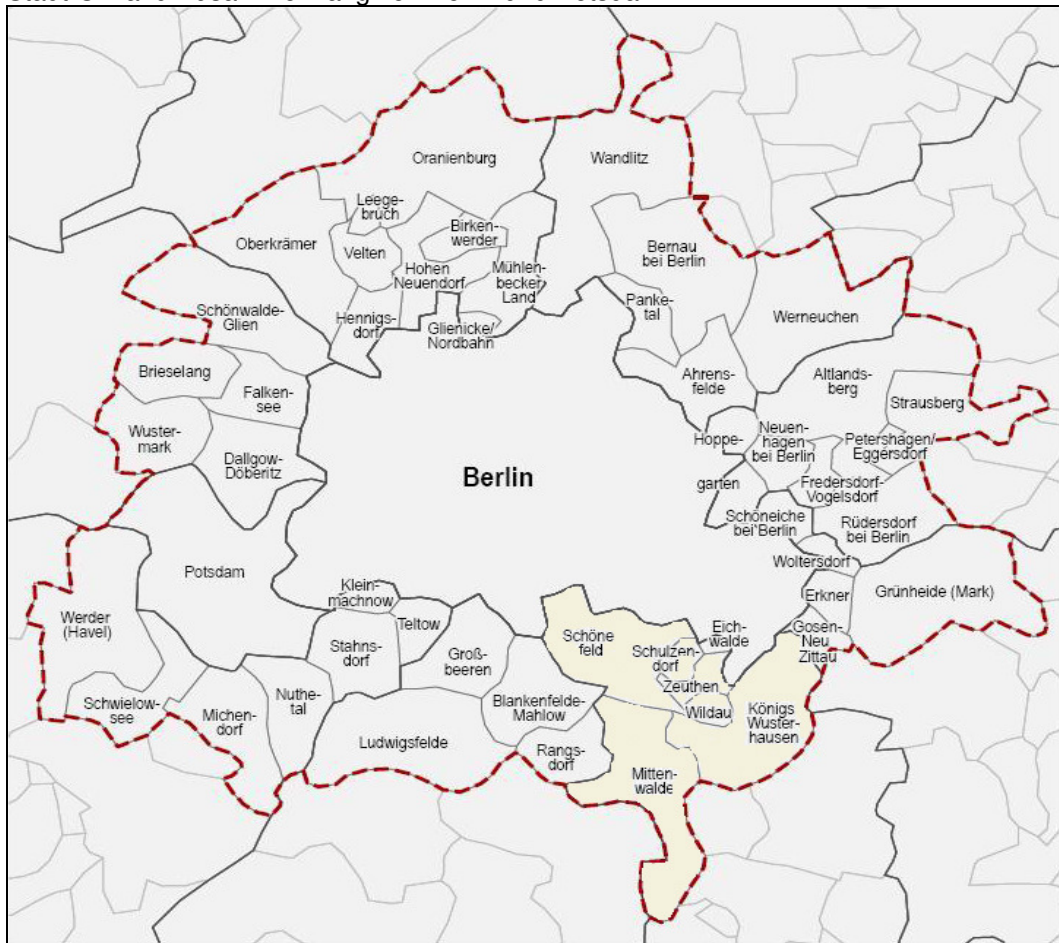 Oranienburg
Wandlitz
Leege-
bruch
Birken-
werder
Oberkrämer
Velten
Bernau
bei Berlin
Hohen
Neuendorf
Mühlen-
becker
Land
Schönwalde-
Glien
Hennigs-
dorf
Glienicke/
Nordbahn
Panke-
tal
Werneuchen
Brieselang
Falken-
see
Ahrens-
felde
Altlands-
berg
Strausberg
Wuster-
mark
Dallgow-
Döberitz
Hoppe-
garten
Neuen-
hagen
bei Berlin
Petershagen/
Eggersdorf
Berlin
Fredersdorf-
Vogelsdorf
Schöneiche
bei Berlin
Rüdersdorf
bei Berlin
Woltersdorf
Potsdam
Klein-
machnow
Erkner
Grünheide (Mark)
Werder
(Havel)
Teltow
Stahns-
dorf
Groß-
beeren
Schöne
feld
Schulzen-
dorf
Eich-
walde
Gosen-
Neu
Zittau
Zeuthen
Schwielow-
see
Michen-
dorf
Nuthe-
tal
Blankenfelde-
Mahlow
Wildau
Königs
Wuster-
hausen
Ludwigsfelde
Rangs-
dorf
Mitten-
walde